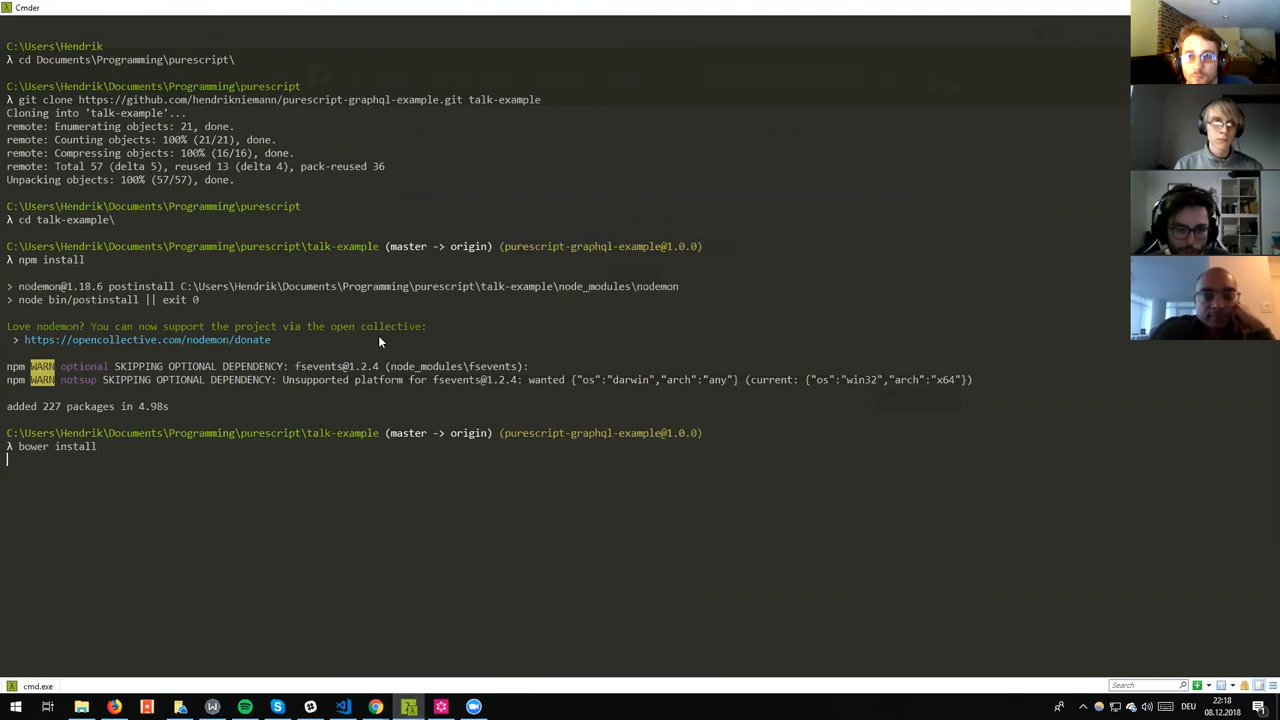 Cmder
C:\Users\Hendrik
λ cd Documents\Programming\purescript\
C:\Users\Hendrik\Documents\Programming\purescript
λ git clone https://github.com/hendrikniemann/purescript-graphql-example.git talk-example
Cloning into 'talk-example'...
remote: Enumerating objects: 21, done.
remote: Counting objects: 100% (21/21), done.
remote: Compressing objects: 100% (16/16), done.
remote: Total 57 (delta 5), reused 13 (delta 4), pack-reused 36
Unpacking objects: 100% (57/57), done.
C:\Users\Hendrik\Documents\Programming\purescript
λ cd talk-example\
C:\Users\Hendrik\Documents\Programming\purescript\talk-example (master -> origin) (purescript-graphql-example@1.0.0)
λ npm install
> nodemon@1.18.6 postinstall C:\Users\Hendrik\Documents\Programming\purescript\talk-example\node_modules\nodemon
> node bin/postinstall || exit 0
Love nodemon? You can now support the project via the open collective:
> https://opencollective.com/nodemon/donate
npm WARN optional SKIPPING OPTIONAL DEPENDENCY: fsevents@1.2.4 (node_modules\fsevents):
npm WARN notsup SKIPPING OPTIONAL DEPENDENCY: Unsupported platform for fsevents@1.2.4: wanted {"os":"darwin","arch":"any"} (current: {"os":"win32","arch":"x64"})
added 227 packages in 4.98s
C:\Users\Hendrik\Documents\Programming\purescript\talk-example (master -> origin) (purescript-graphql-example@1.0.0)
λ bower install
cmd.exe
Search
DEU
22:18
08.12.2018